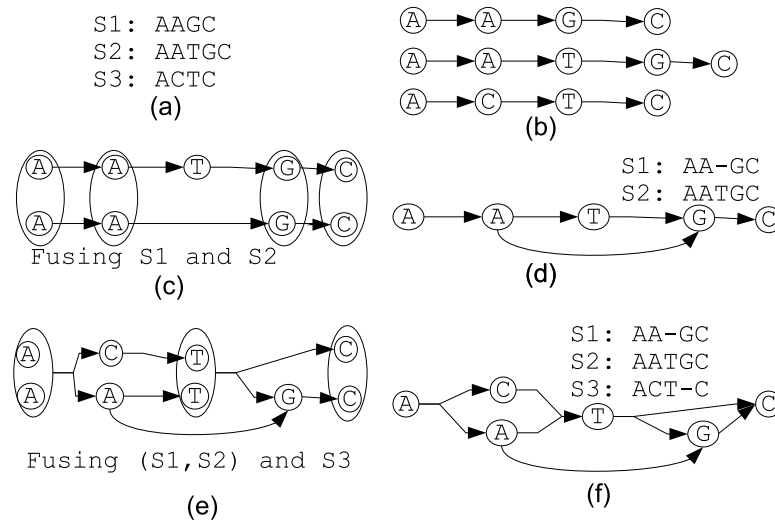 S1: AAGC
S2: AATGC
S3: ACTC
(a)
A A G C
A A T G C
A C T C
(b)
A A T G C
A A G C
Fusing S1 and S2
(c)
S1: AA-GC
S2: AATGC
A A T G C
(d)
A C T C
A A T G C
Fusing (S1,S2) and S3
(e)
S1: AA-GC
S2: AATGC
S3: ACT-C
A C T C
A G
(f)